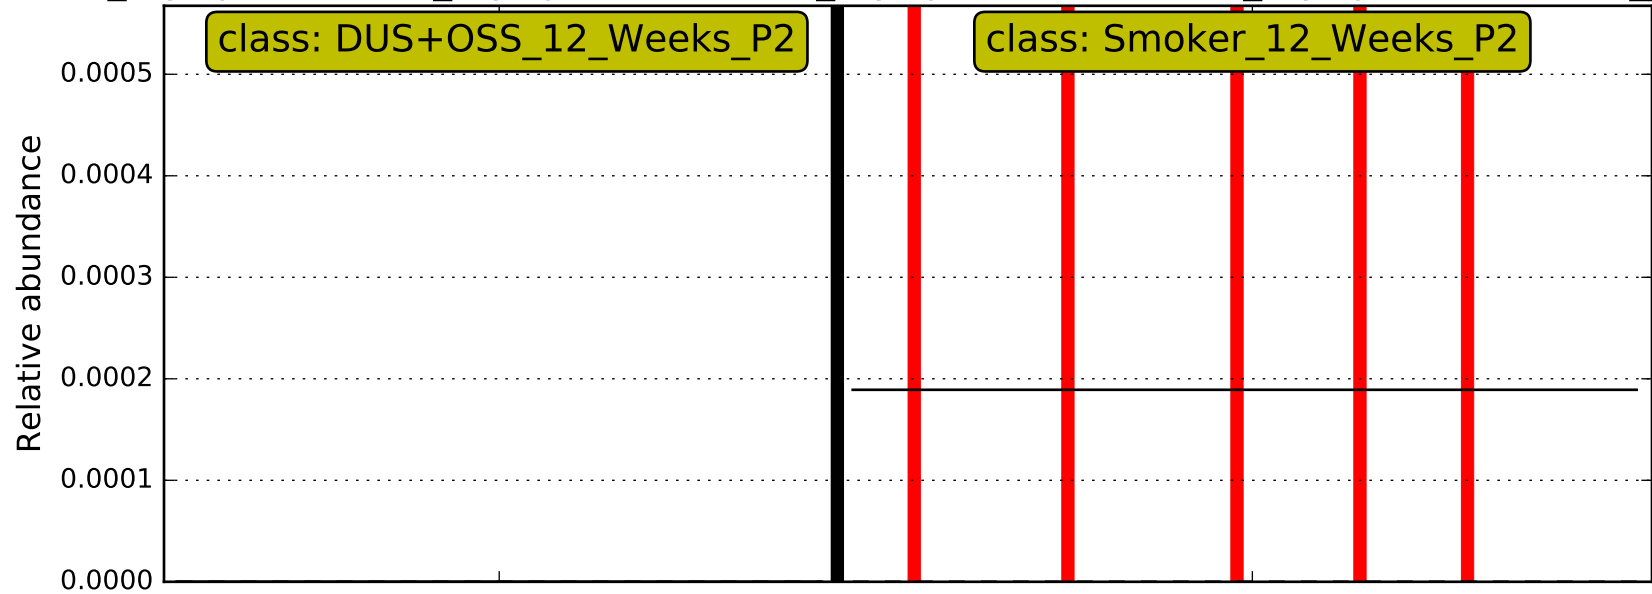 class: DUS+OSS_12_Weeks_P2
class: Smoker_12_Weeks_P2
Relative abundance
0.0005
0.0004
0.0003
0.0002
0.0001
0.0000